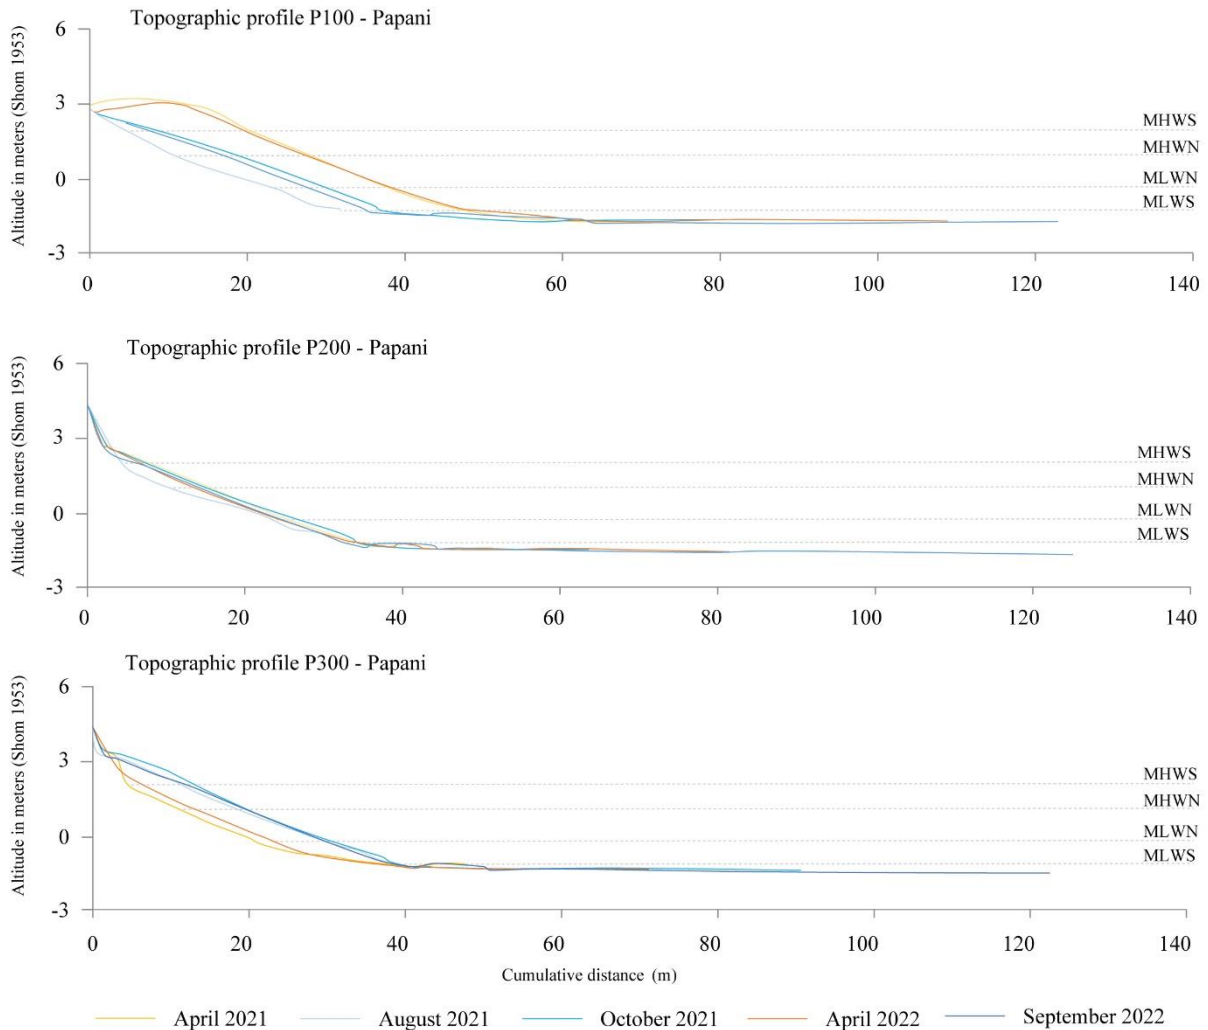 Topographic profile P100 - Papani
Altitude in meters (Shom 1953)
6
3
0
-3
MHWS
MHWN
MLWN
MLWS
0 20 40 60 80 100 120 140
Topographic profile P200 - Papani
Altitude in meters (Shom 1953)
6
3
0
-3
MHWS
MHWN
MLWN
MLWS
0 20 40 60 80 100 120 140
Topographic profile P300 - Papani
Altitude in meters (Shom 1953)
6
3
0
-3
MHWS
MHWN
MLWN
MLWS
0 20 40 60 80 100 120 140
Cumulative distance (m)
April 2021 August 2021 October 2021 April 2022 September 2022